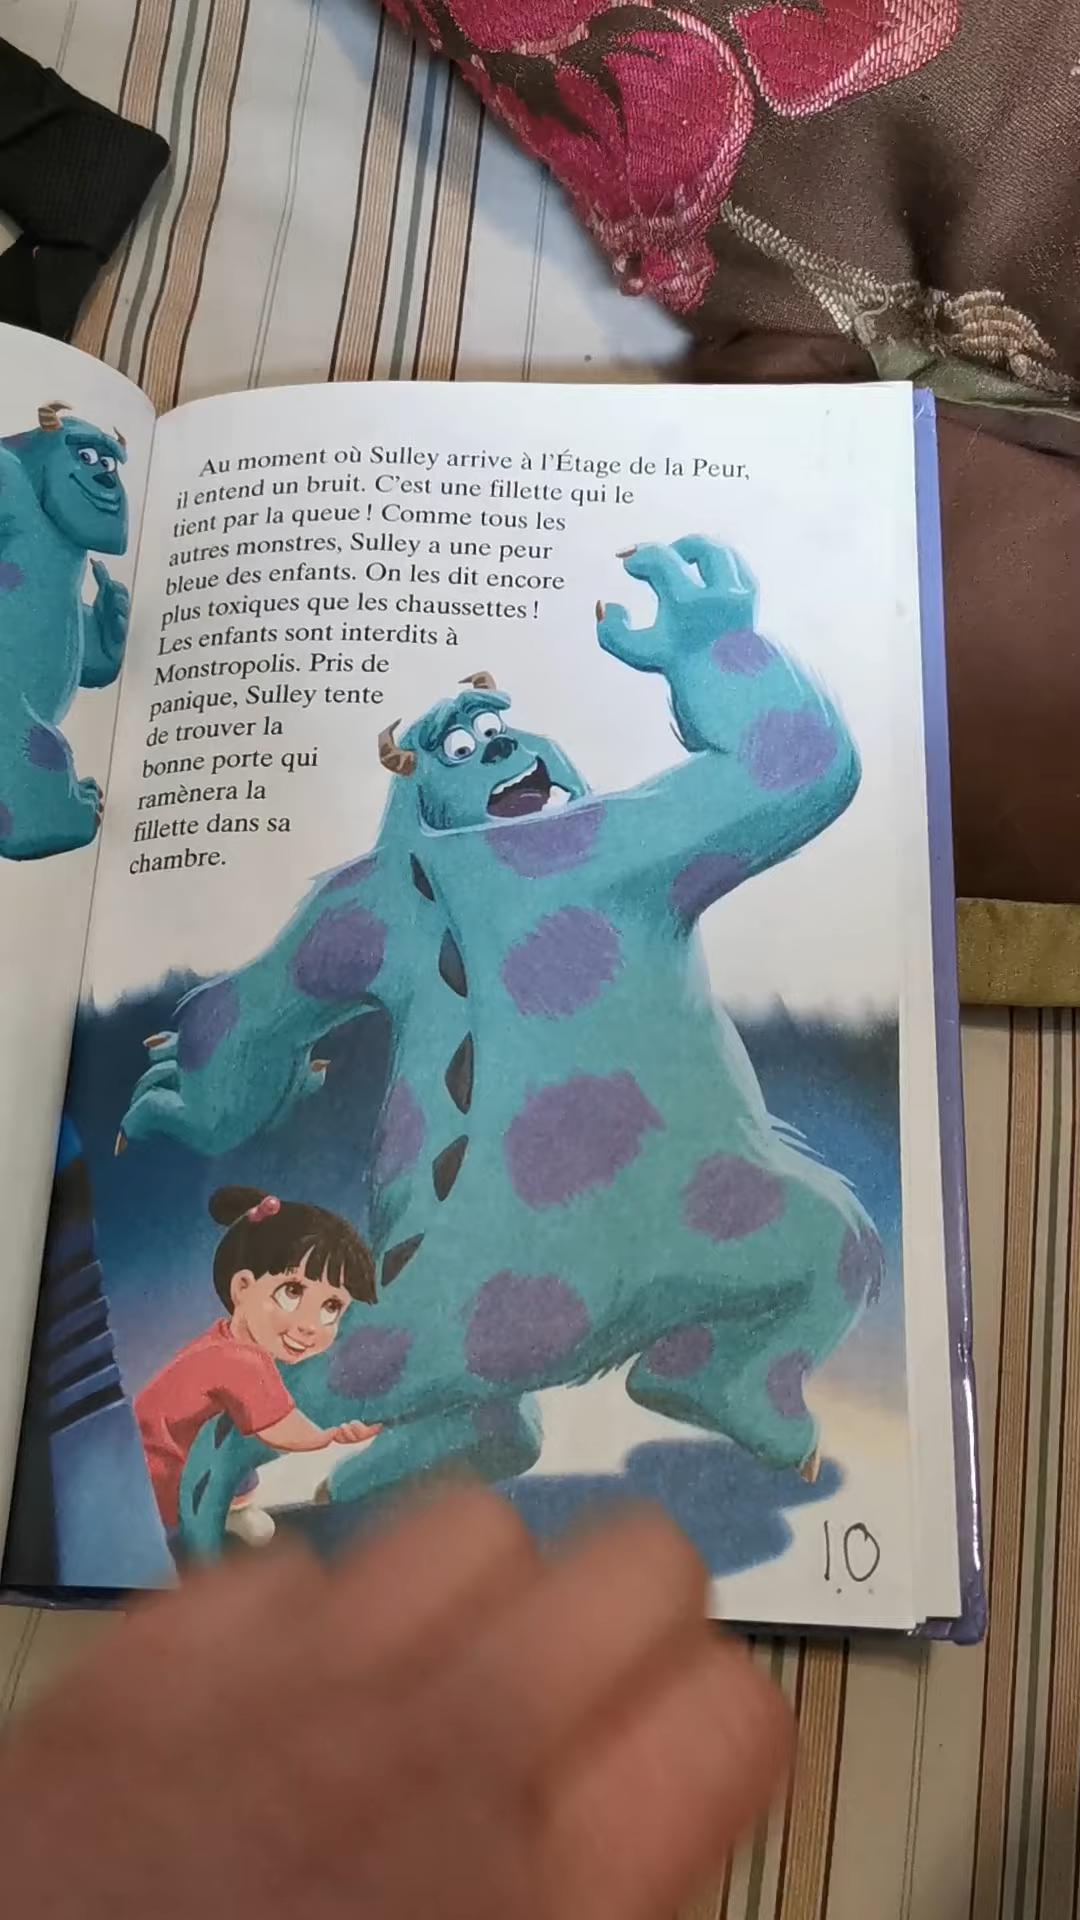 Au moment où Sulley arrive à l'Étage de la Peur,
il entend un bruit. C'est une fillette qui le
tient par la queue ! Comme tous les
autres monstres, Sulley a une peur
bleue des enfants. On les dit encore
plus toxiques que les chaussettes !
Les enfants sont interdits à
Monstropolis. Pris de
panique, Sulley tente
de trouver la
bonne porte qui
ramènera la
fillette dans sa
chambre.
10